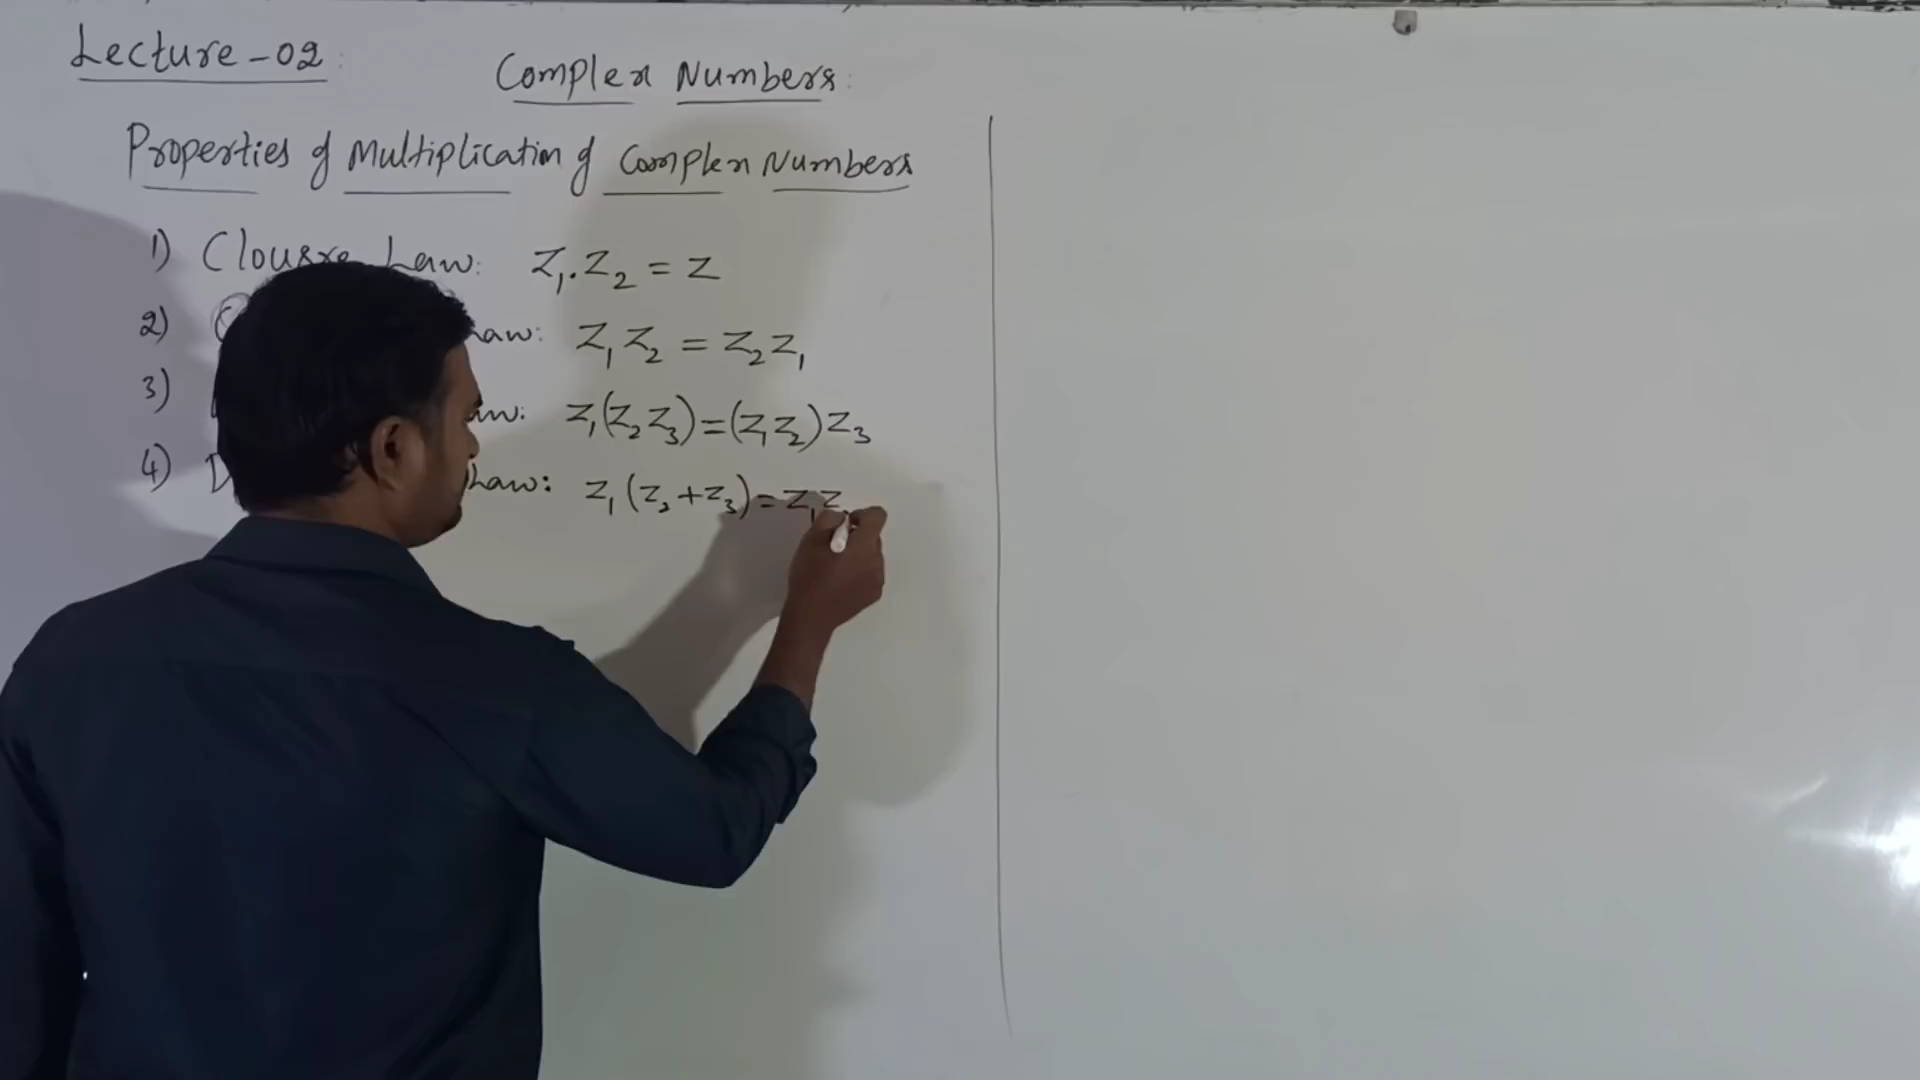 Lecture-02:
Complex Numbers:
Properties of Multiplication of Complex Numbers
1) Clousre Law: Z₁.Z₂ = Z
2) Law: Z₁Z₂ = Z₂Z₁
3) Z₁(Z₂Z₃)=(Z₁Z₂)Z₃
4) Law: Z₁(Z₂+Z₃)=Z₁Z